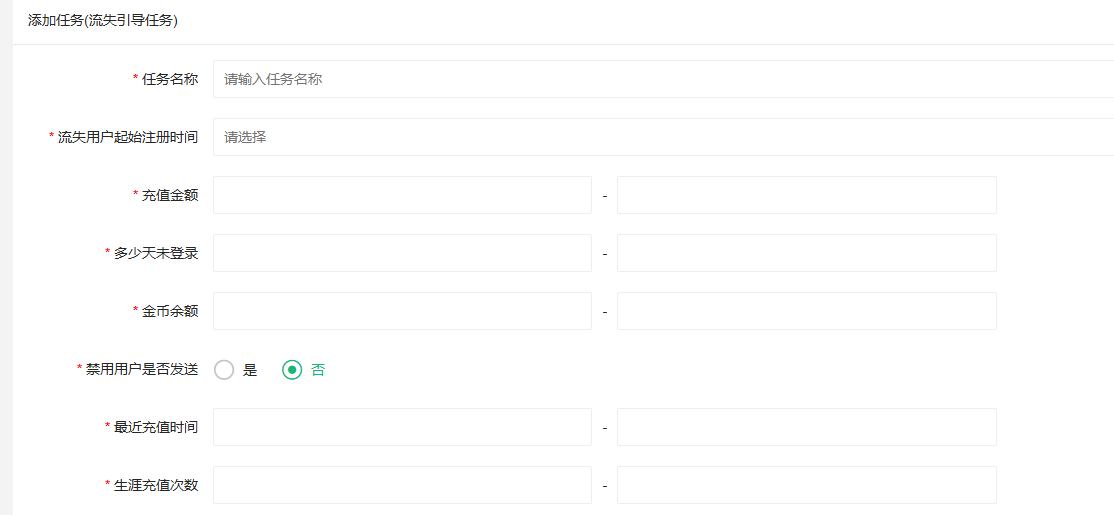 添加任务(流失引导任务)
* 任务名称 请输入任务名称
* 流失用户起始注册时间 请选择
* 充值金额 -
* 多少天未登录 -
* 金币余额 -
* 禁用用户是否发送 是 否
* 最近充值时间 -
* 生涯充值次数 -